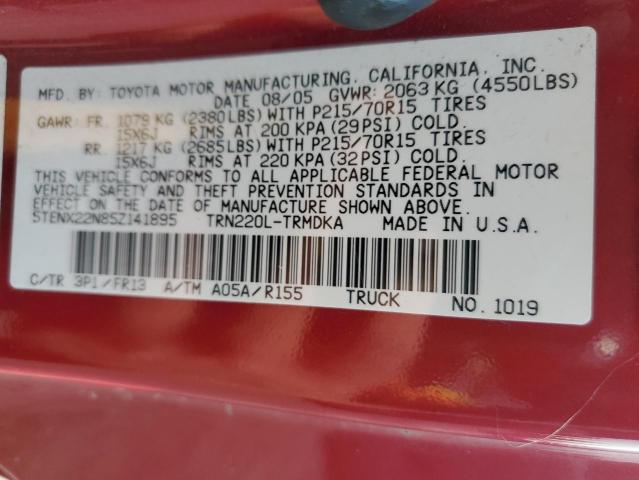 MFD. BY: TOYOTA MOTOR MANUFACTURING, CALIFORNIA, INC.
DATE 08/05 GVWR: 2063 KG (4550LBS)
GAWR: FR. 1079 KG (2380LBS) WITH P215/70R15 TIRES
15X6J RIMS AT 200 KPA (29PSI) COLD.
RR. 1217 KG (2685LBS) WITH P215/70R15 TIRES
15X6J RIMS AT 220 KPA (32PSI) COLD.
THIS VEHICLE CONFORMS TO ALL APPLICABLE FEDERAL MOTOR
VEHICLE SAFETY AND THEFT PREVENTION STANDARDS IN
EFFECT ON THE DATE OF MANUFACTURE SHOWN ABOVE.
5TENX22N85Z141895 TRN220L-TRMDKA MADE IN U.S.A.
C/TR 3P1/FR13 A/TM A05A/R155 TRUCK NO. 1019